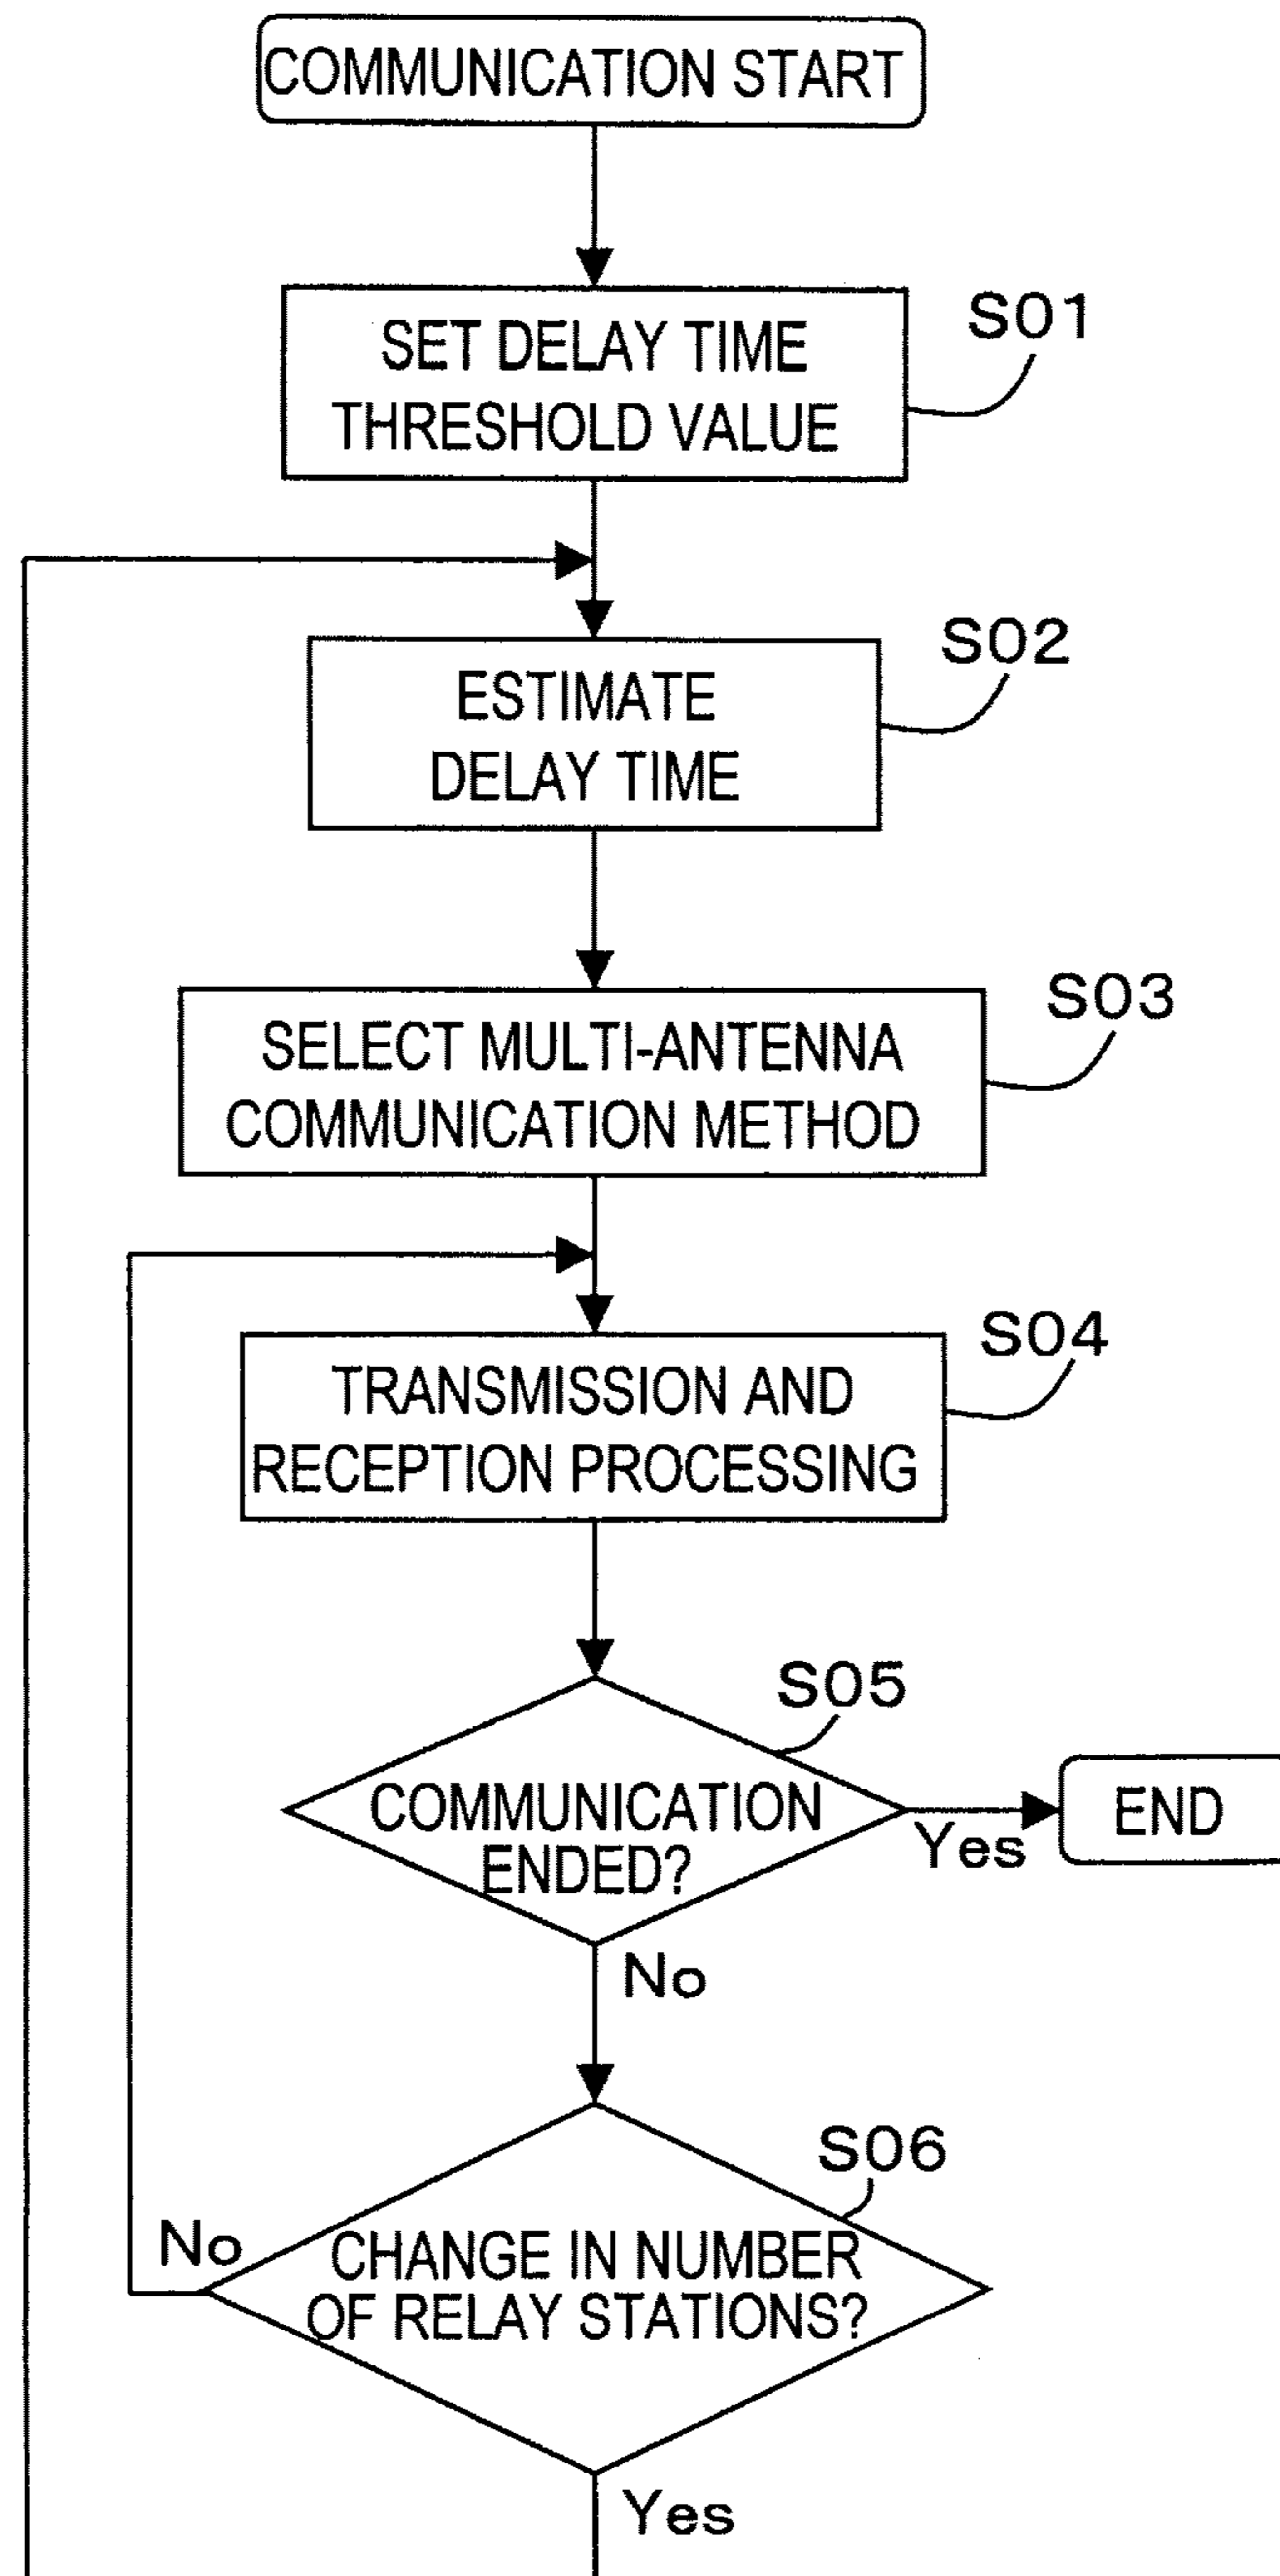 COMMUNICATION START
SET DELAY TIME
THRESHOLD VALUE
S01
ESTIMATE
DELAY TIME
S02
SELECT MULTI-ANTENNA
COMMUNICATION METHOD
S03
TRANSMISSION AND
RECEPTION PROCESSING
S04
S05
COMMUNICATION
ENDED?
Yes
END
No
S06
CHANGE IN NUMBER
OF RELAY STATIONS?
No
Yes